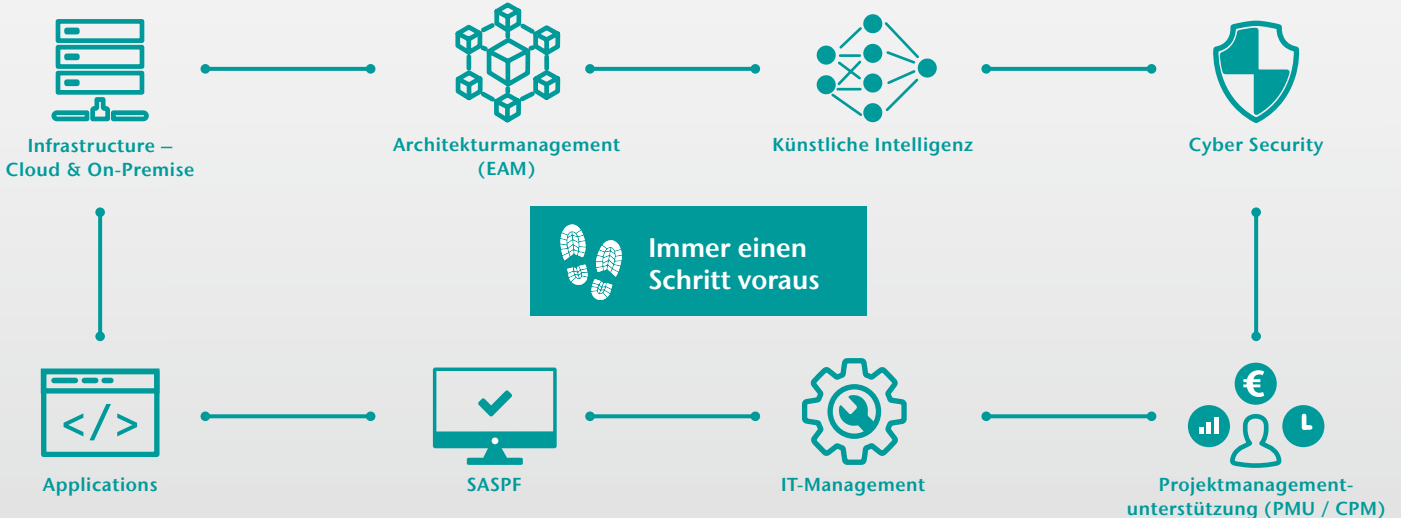 Infrastructure –
Cloud & On-Premise
Architekturmanagement
(EAM)
Künstliche Intelligenz
Cyber Security
Immer einen
Schritt voraus
</>
€
Applications
SASPF
IT-Management
Projektmanagement-
unterstützung (PMU / CPM)